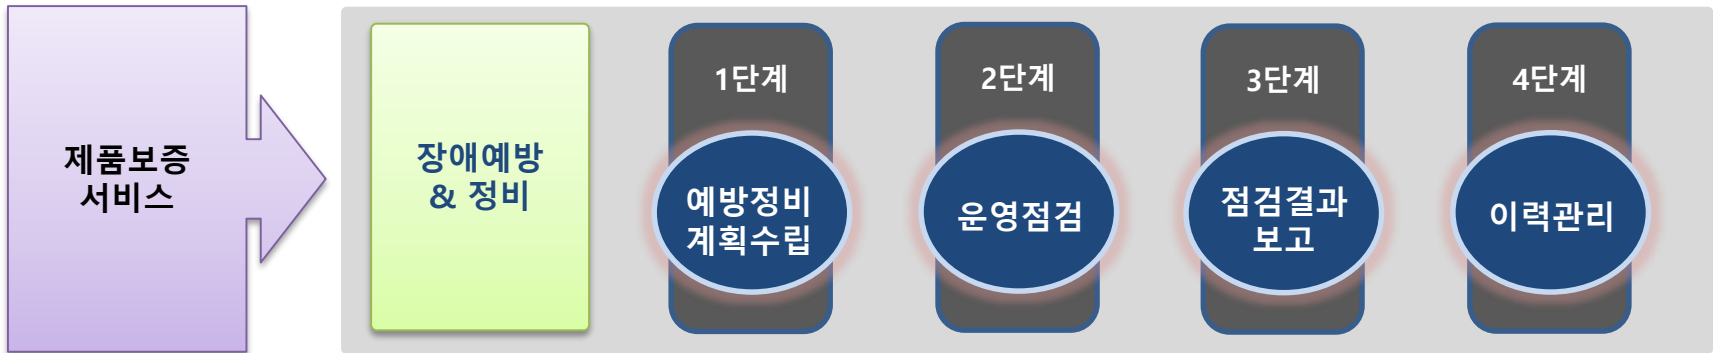 제품보증
서비스
장애예방
& 정비
1단계
예방정비
계획수립
2단계
운영점검
3단계
점검결과
보고
4단계
이력관리